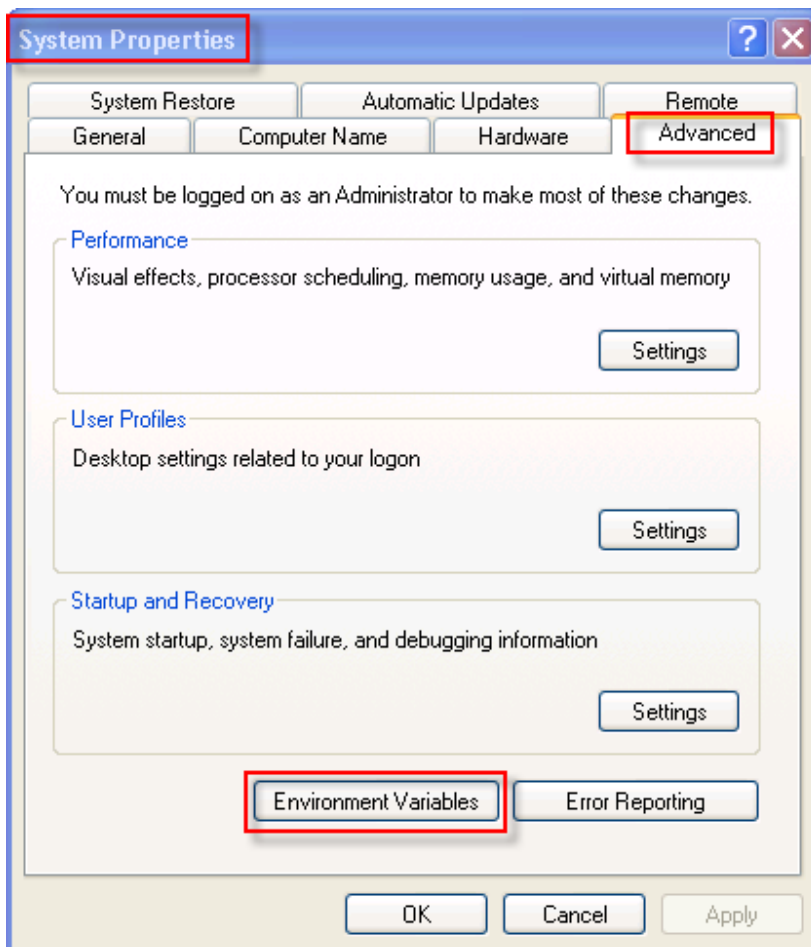 System Properties
System Restore Automatic Updates Remote
General Computer Name Hardware Advanced
You must be logged on as an Administrator to make most of these changes.
Performance
Visual effects, processor scheduling, memory usage, and virtual memory
Settings
User Profiles
Desktop settings related to your logon
Settings
Startup and Recovery
System startup, system failure, and debugging information
Settings
Environment Variables Error Reporting
OK Cancel Apply